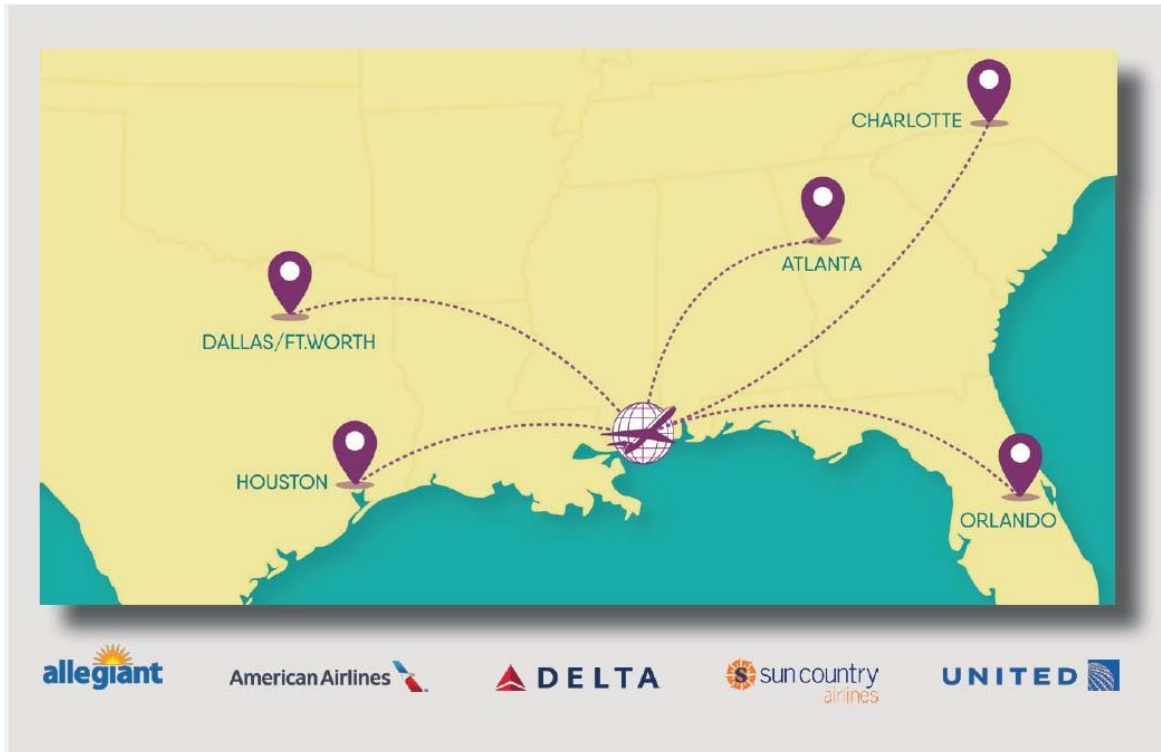 CHARLOTTE
ATLANTA
DALLAS/FT.WORTH
HOUSTON
ORLANDO
allegiant
American Airlines
DELTA
S sun country
airlines
UNITED